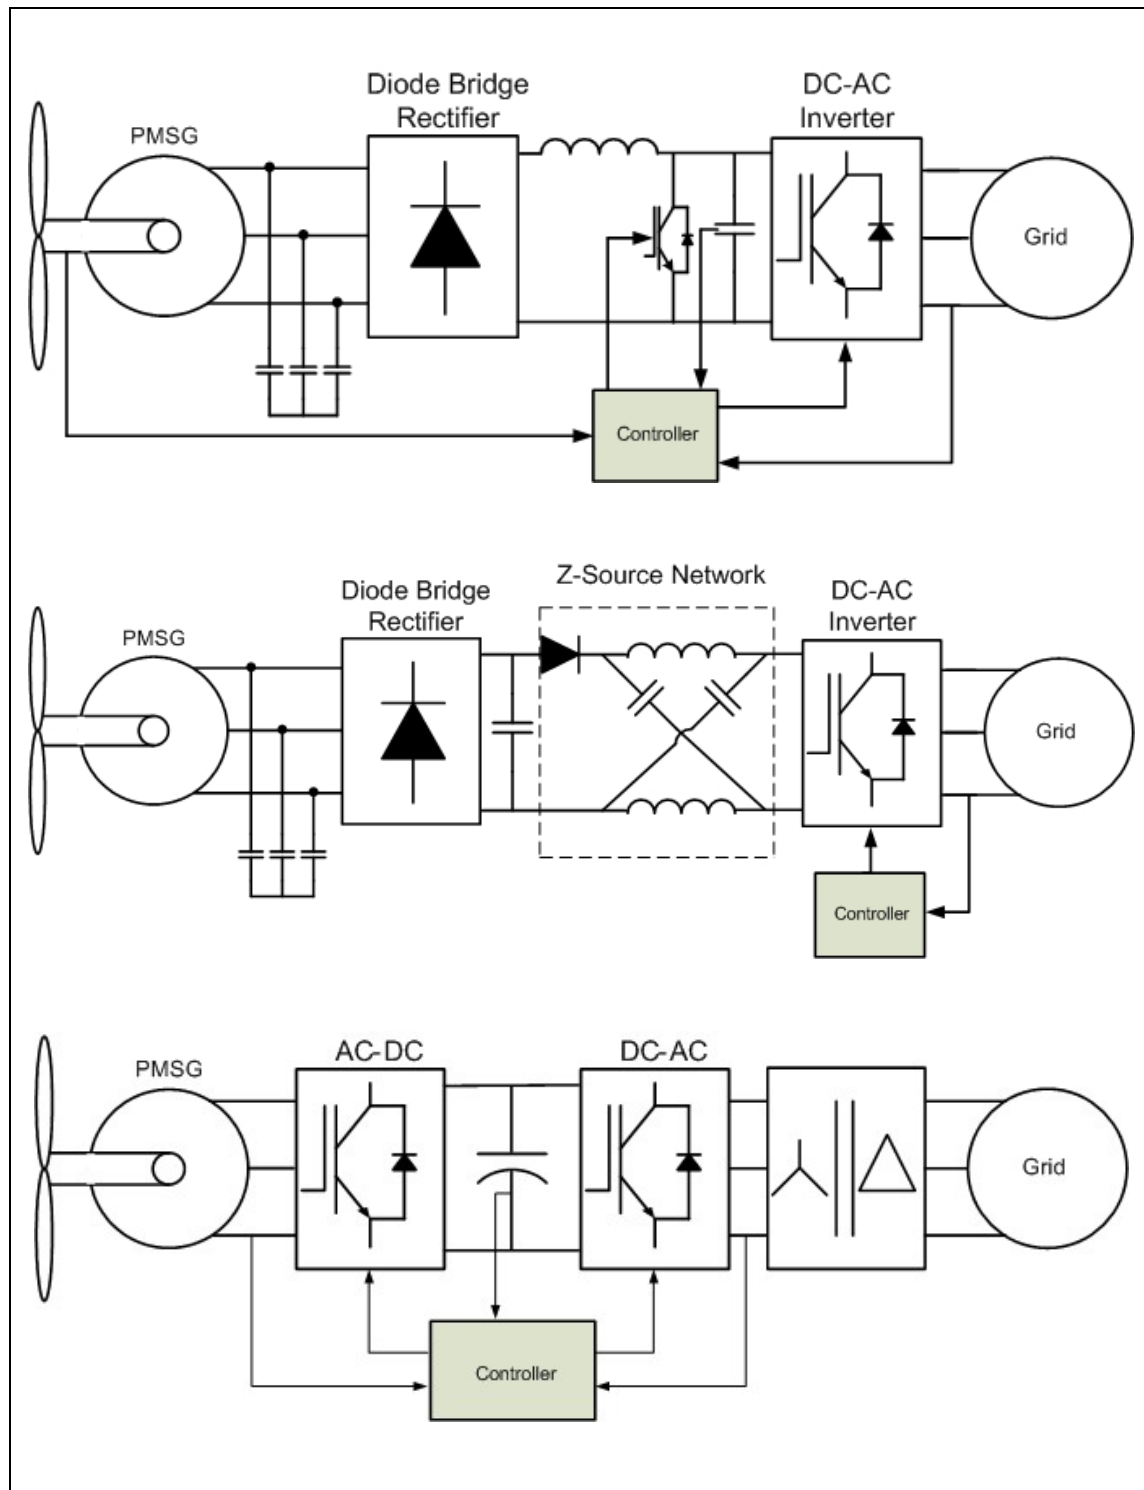 Diode Bridge
Rectifier
DC-AC
Inverter
PMSG
Grid
Controller
Z-Source Network
Diode Bridge
Rectifier
DC-AC
Inverter
PMSG
Grid
Controller
AC-DC
DC-AC
PMSG
Grid
Controller